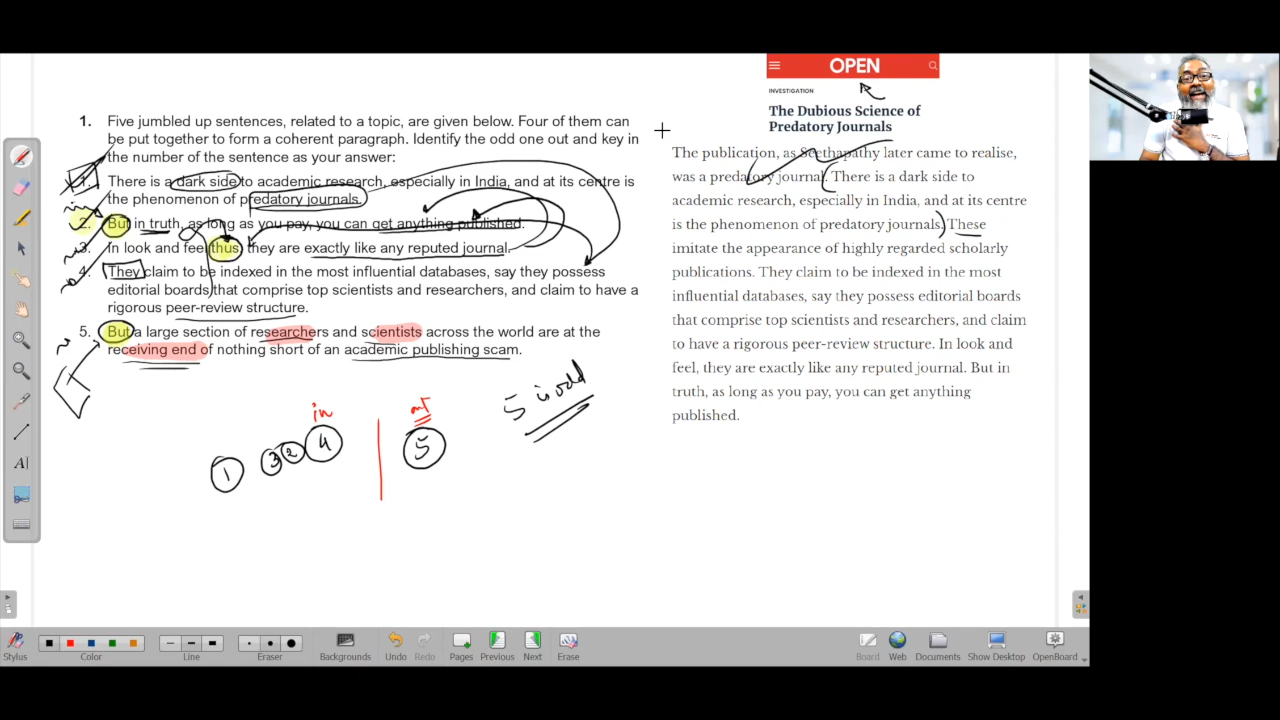 OPEN
INVESTIGATION
The Dubious Science of
Predatory Journals
1. Five jumbed up sentences, related to a topic, are given below. Four of them can
be put together to form a coherent paragraph. Identify the odd one out and key in
the number of the sentence as your answer:
1. There is a dark side to academic research, especially in India, and at its centre is
the phenomenon of predatory journals.
2. But in truth, as long as you pay, you can get anything published.
3. In look and feel thus, they are exactly like any reputed journal.
4. They claim to be indexed in the most influential databases, say they possess
editorial boards that comprise top scientists and researchers, and claim to have a
rigorous peer-review structure.
5. But a large section of researchers and scientists across the world are at the
receiving end of nothing short of an academic publishing scam.
1 3 2 4
in
5
out
5 is odd
The publication, as Seethapathy later came to realise,
was a predatory journal. There is a dark side to
academic research, especially in India, and at its centre
is the phenomenon of predatory journals. These
imitate the appearance of highly regarded scholarly
publications. They claim to be indexed in the most
influential databases, say they possess editorial boards
that comprise top scientists and researchers, and claim
to have a rigorous peer-review structure. In look and
feel, they are exactly like any reputed journal. But in
truth, as long as you pay, you can get anything
published.
Stylus
Color
Line
Eraser
Backgrounds
Undo
Redo
Pages
Previous
Next
Erase
Board
Web
Documents
Show Desktop
OpenBoard